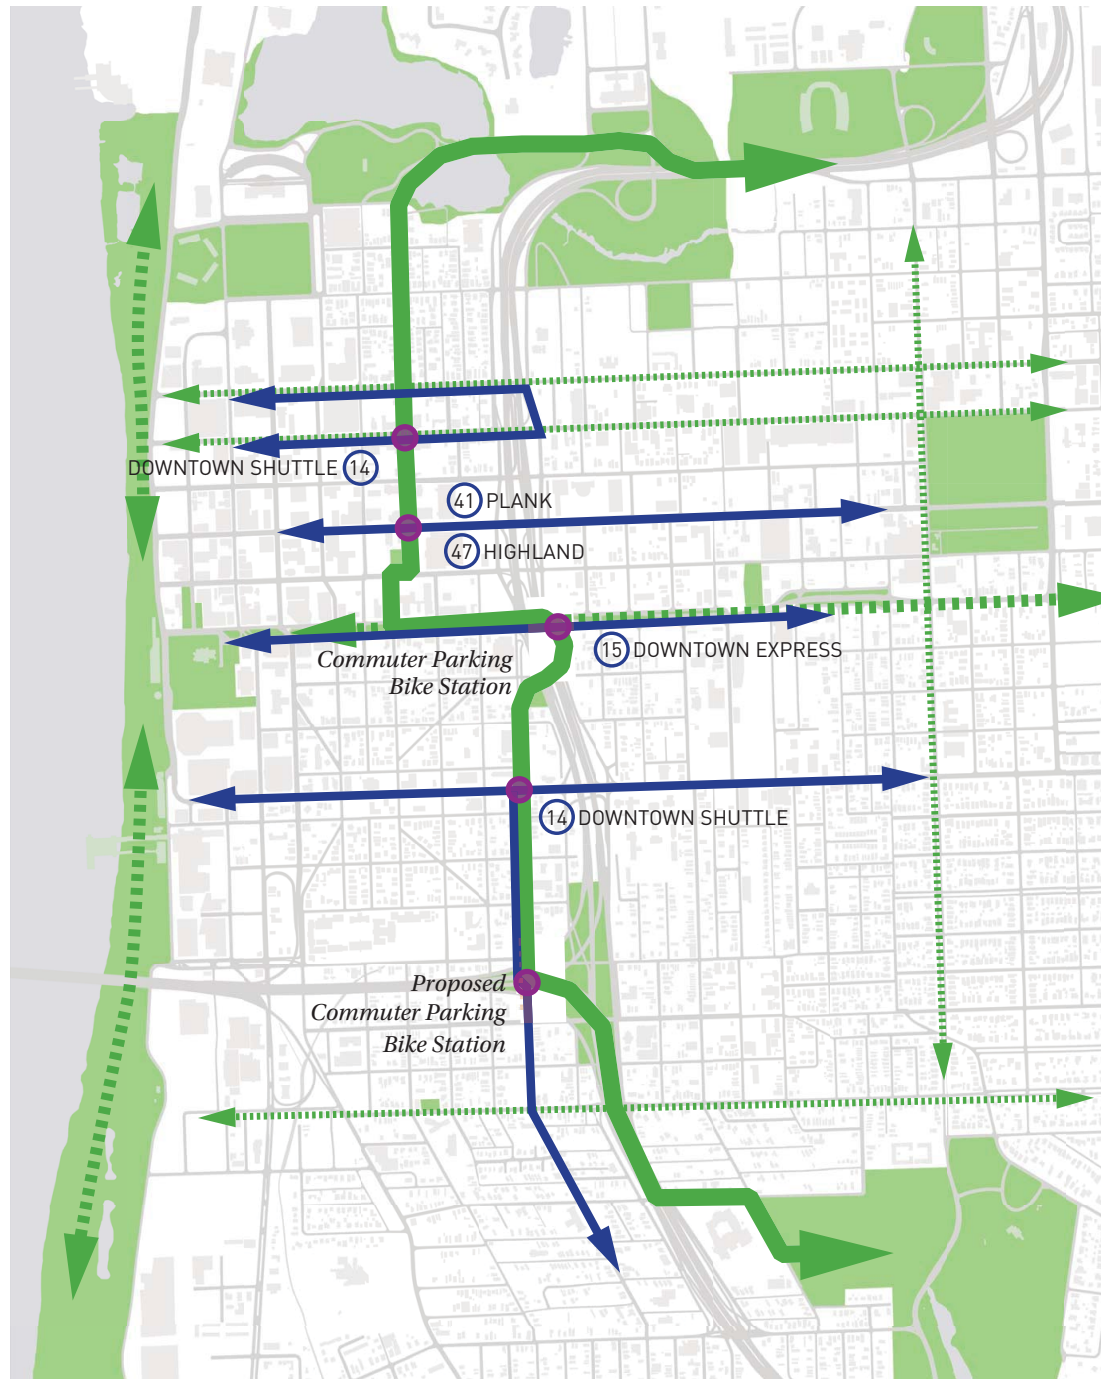 DOWNTOWN SHUTTLE 14
41 PLANK
47 HIGHLAND
15 DOWNTOWN EXPRESS
Commuter Parking
Bike Station
14 DOWNTOWN SHUTTLE
Proposed
Commuter Parking
Bike Station